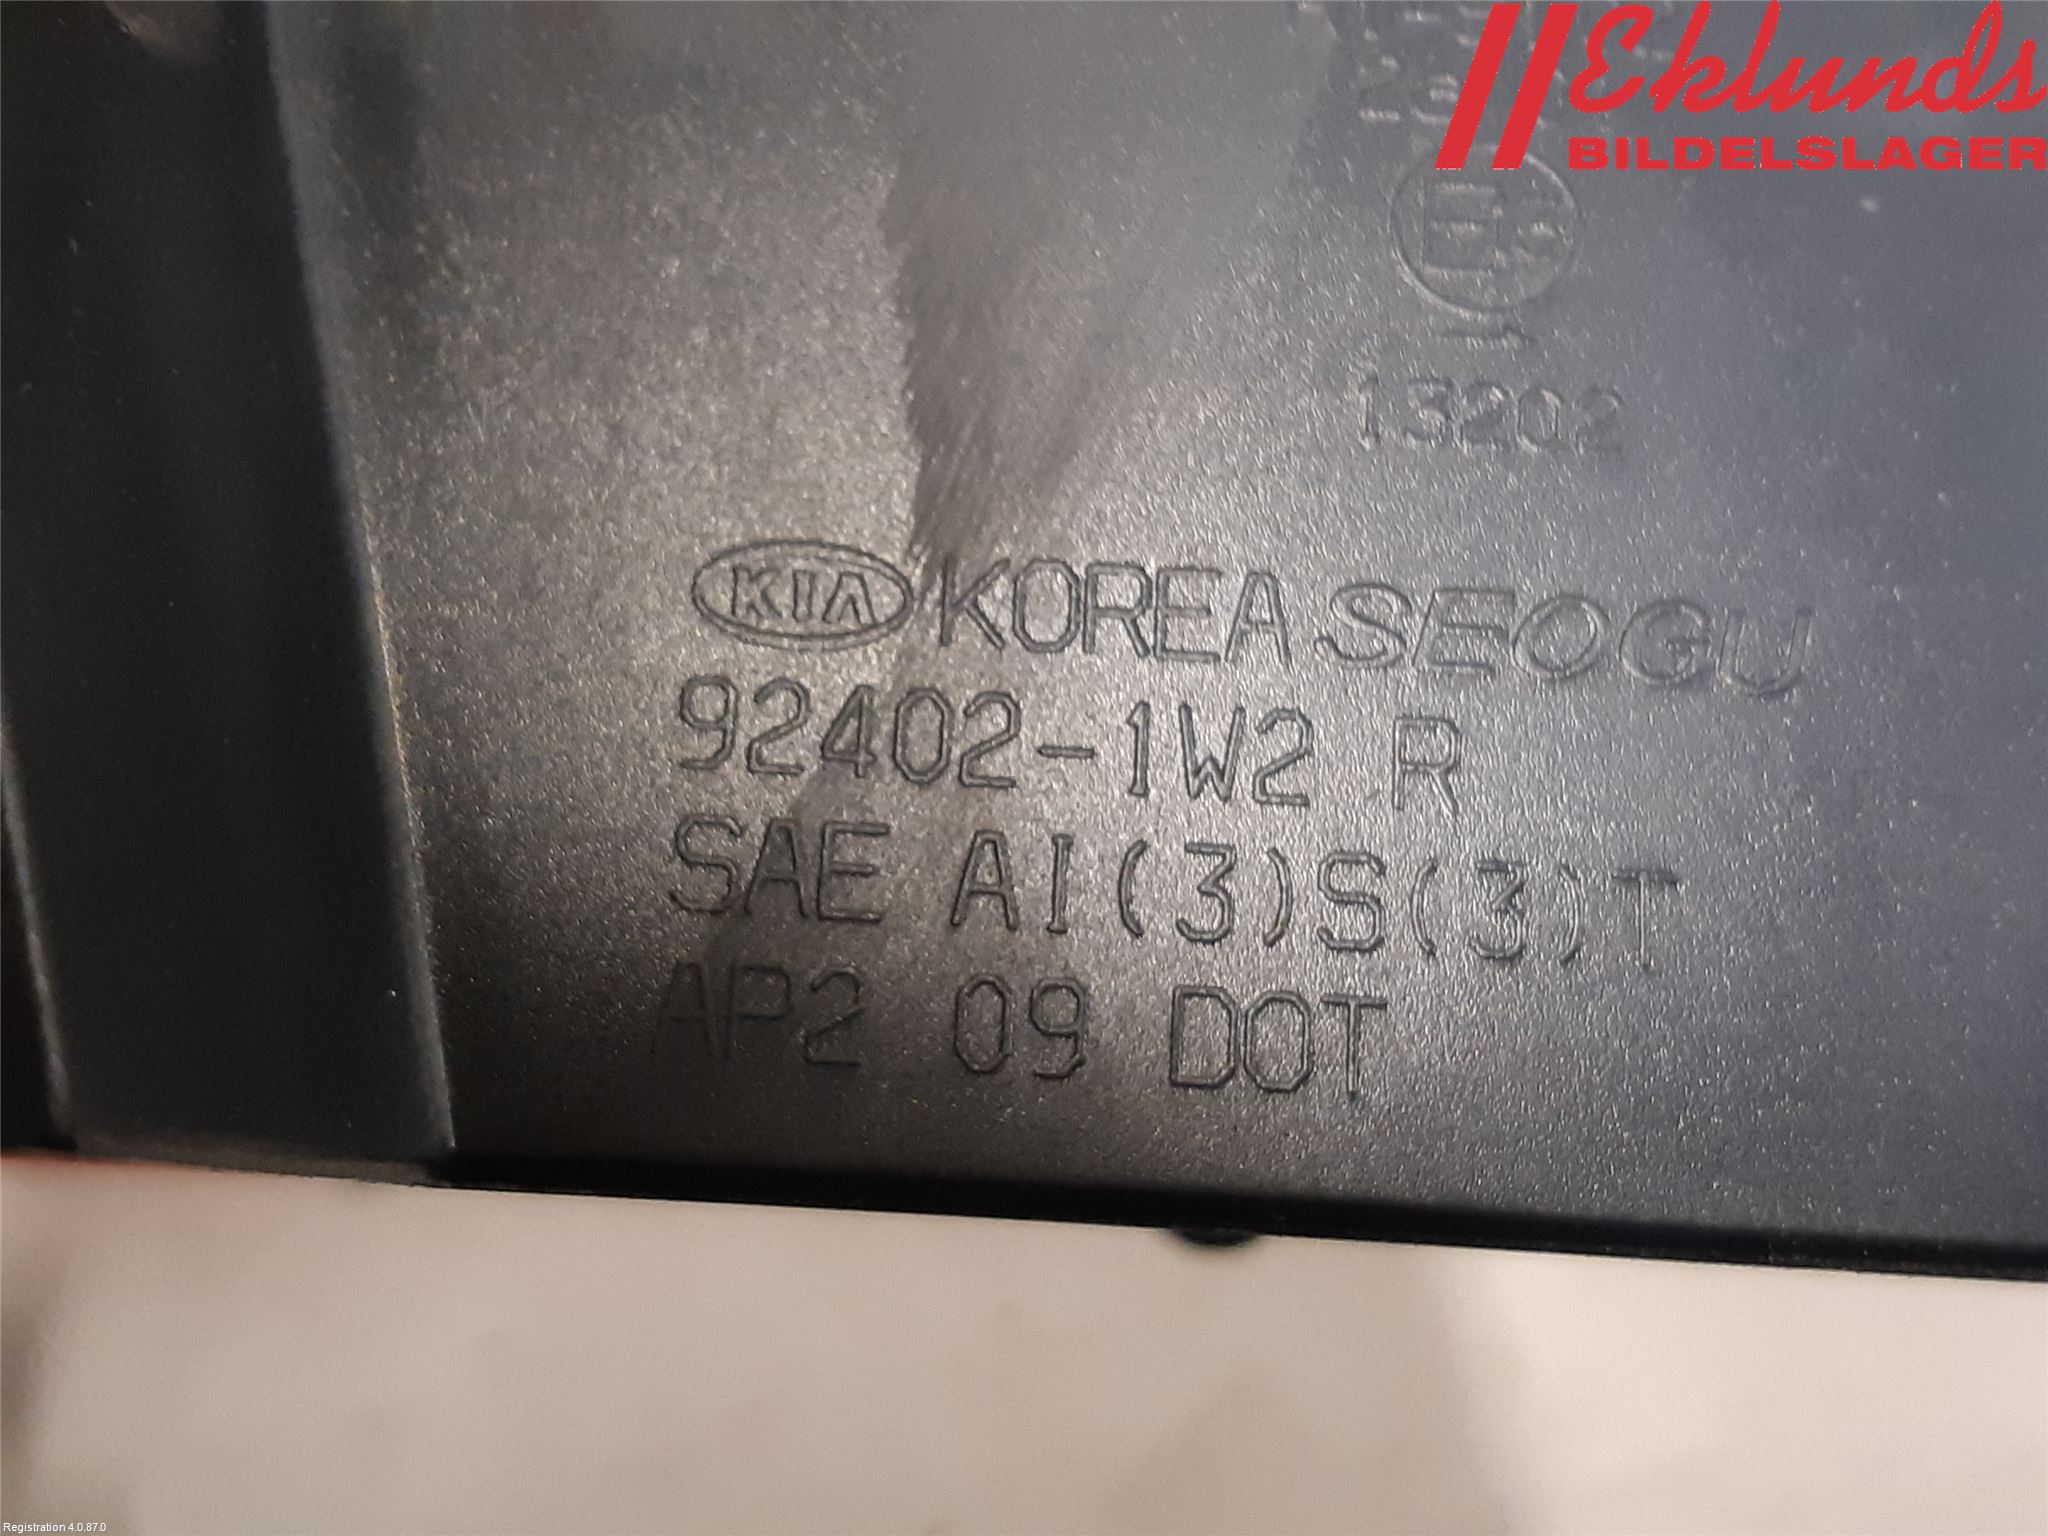 Eklunds
BILDELSLAGER
13202
KIA KOREA SEOGU
92402-1W2 R
SAE AI(3)S(3)T
AP2 09 DOT
Registration 4.0.87.0